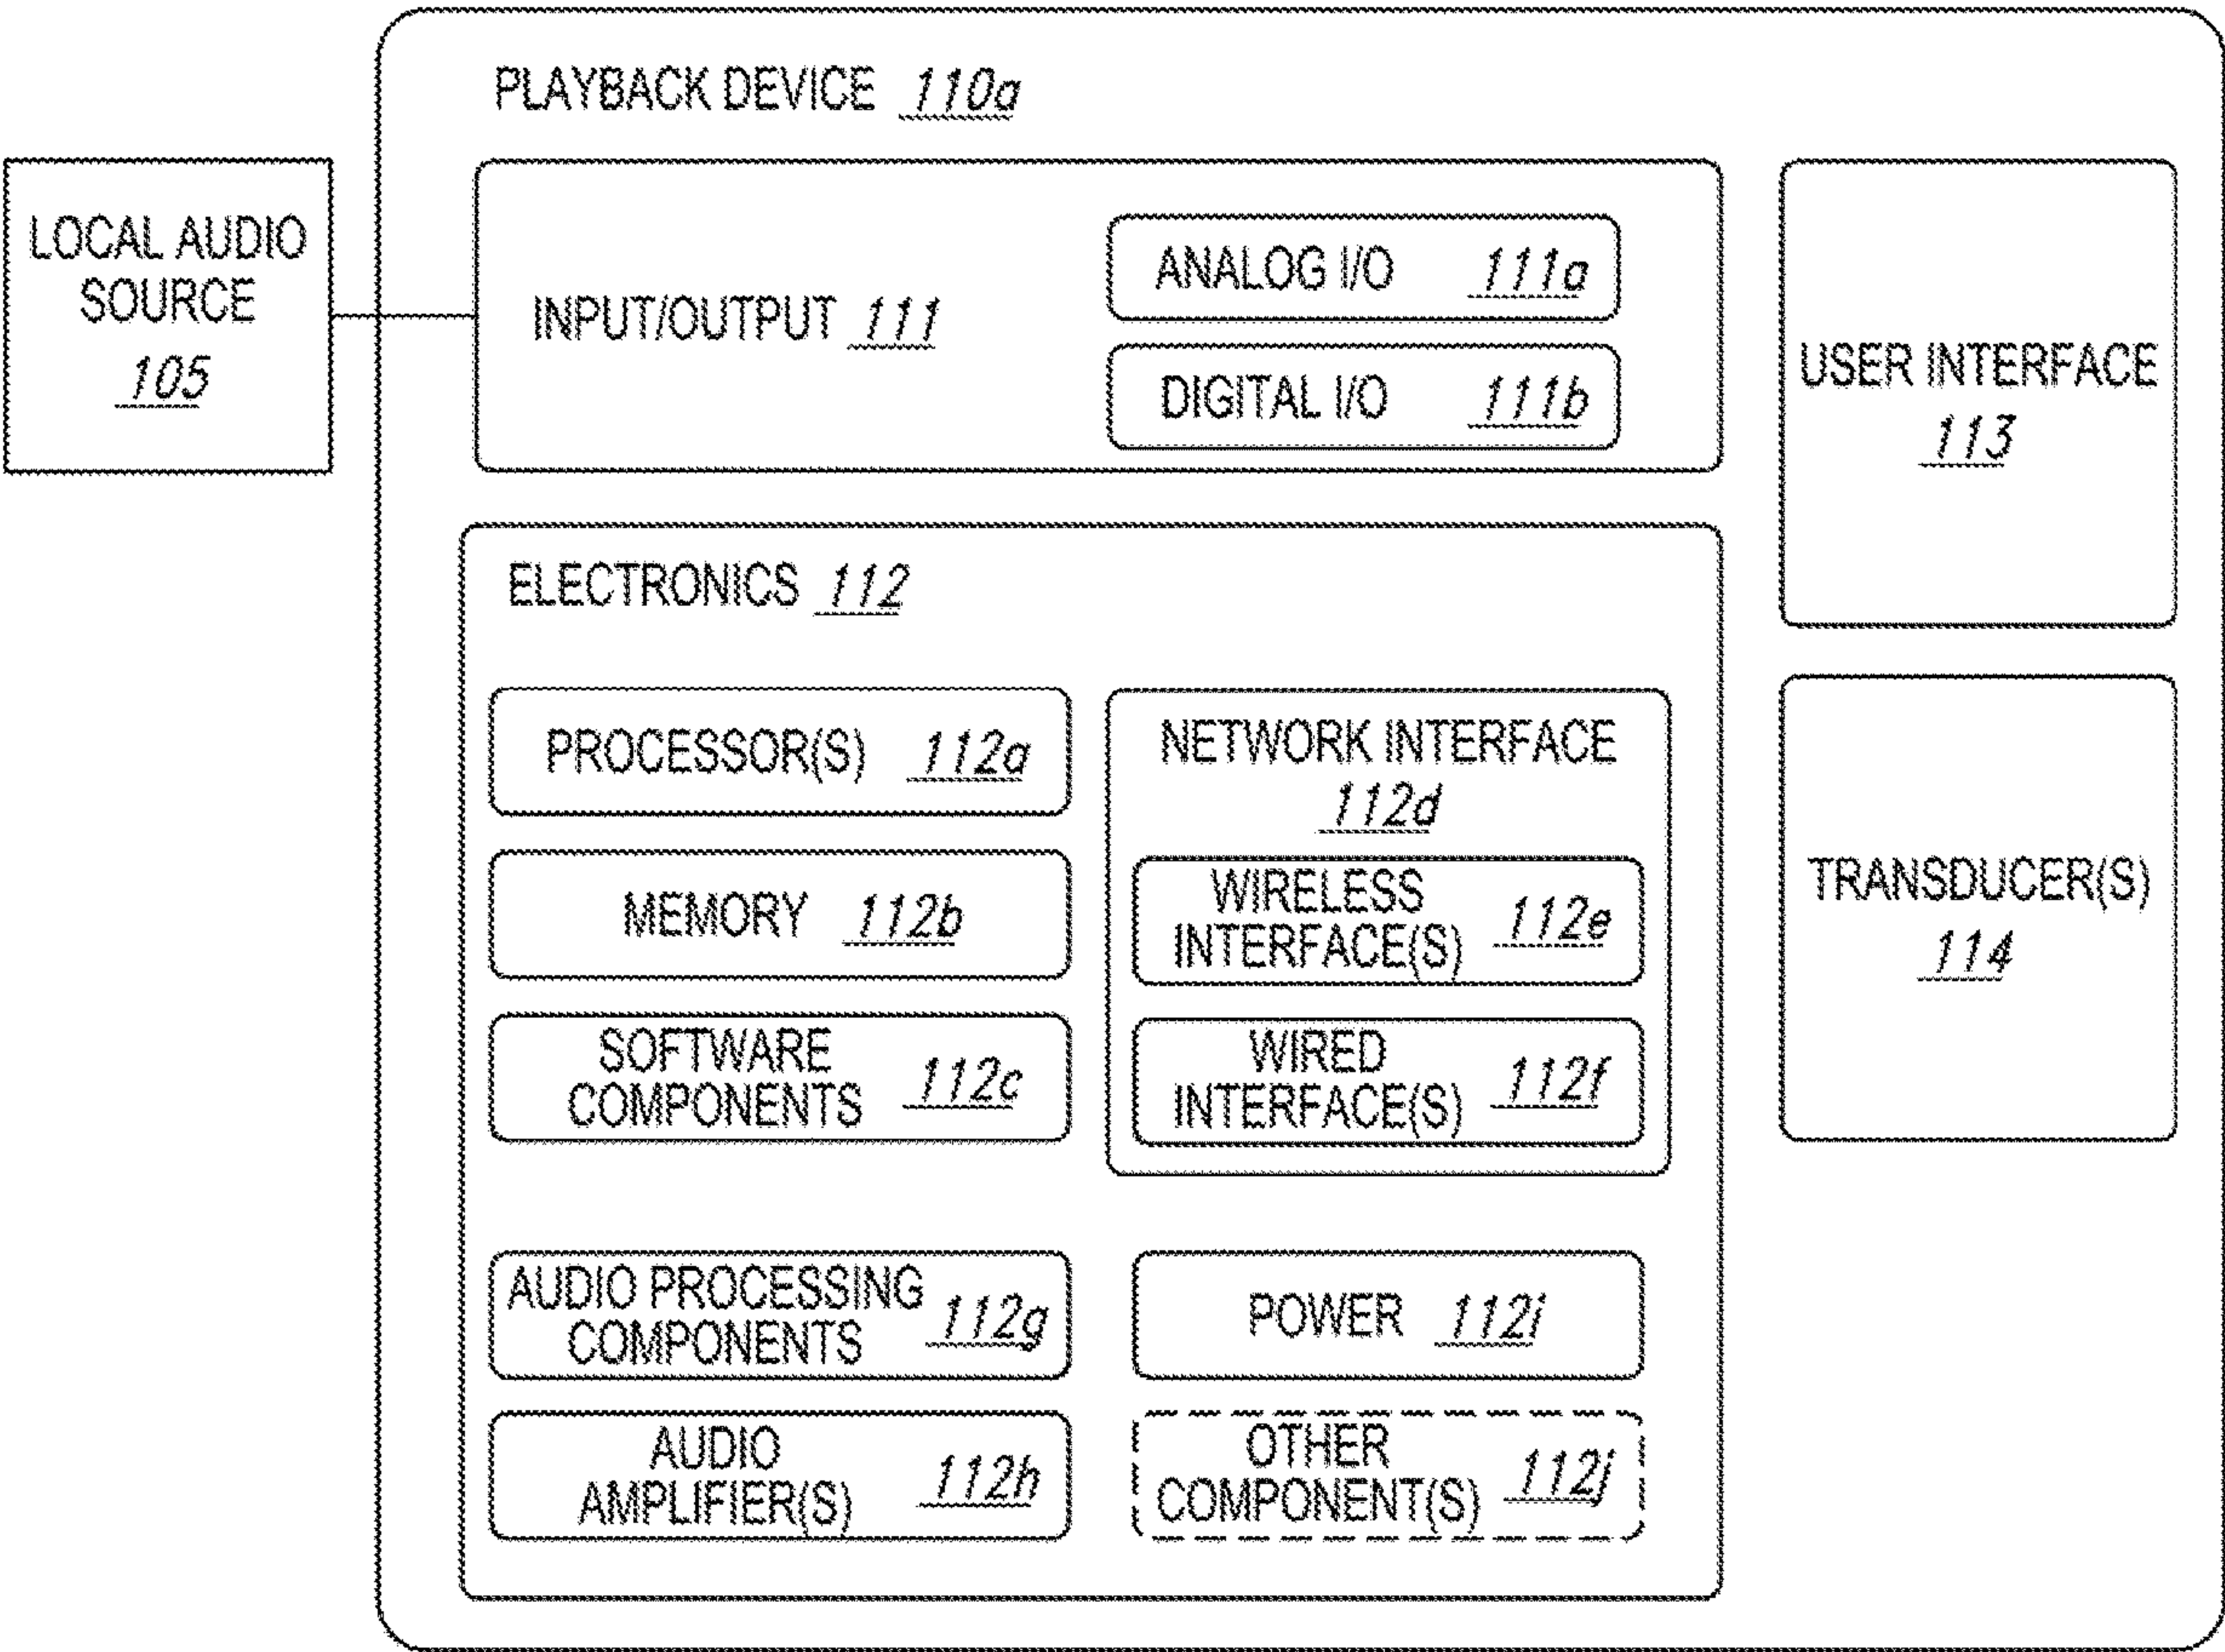 PLAYBACK DEVICE 110a
LOCAL AUDIO
SOURCE
105
INPUT/OUTPUT 111
ANALOG I/O 111a
DIGITAL I/O 111b
USER INTERFACE
113
ELECTRONICS 112
PROCESSOR(S) 112a
MEMORY 112b
SOFTWARE
COMPONENTS 112c
NETWORK INTERFACE
112d
WIRELESS
INTERFACE(S) 112e
WIRED
INTERFACE(S) 112f
TRANSDUCER(S)
114
AUDIO PROCESSING
COMPONENTS 112g
POWER 112i
AUDIO
AMPLIFIER(S) 112h
OTHER
COMPONENT(S) 112j